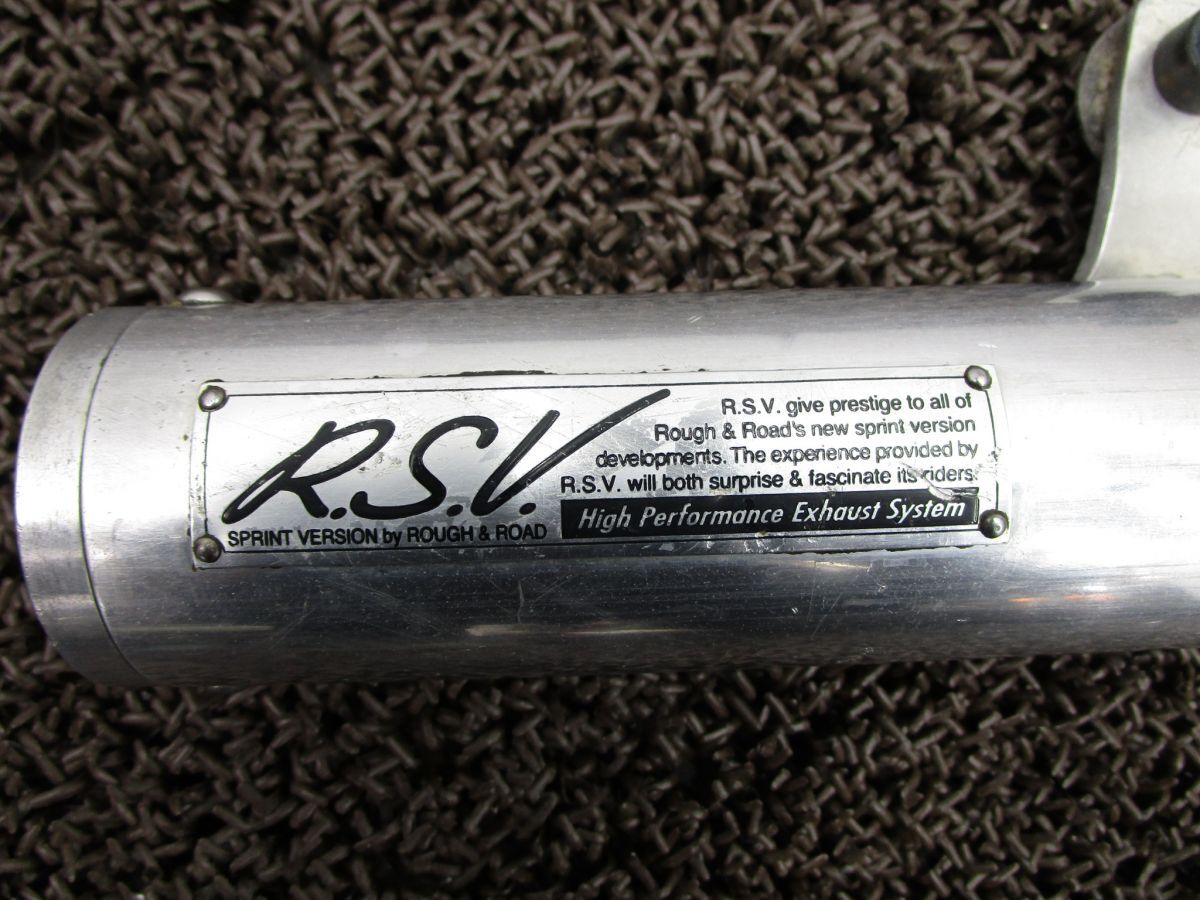 R.S.V.
SPRINT VERSION by ROUGH & ROAD
R.S.V. give prestige to all of
Rough & Road's new sprint version
developments. The experience provided by
R.S.V. will both surprise & fascinate its riders.
High Performance Exhaust System